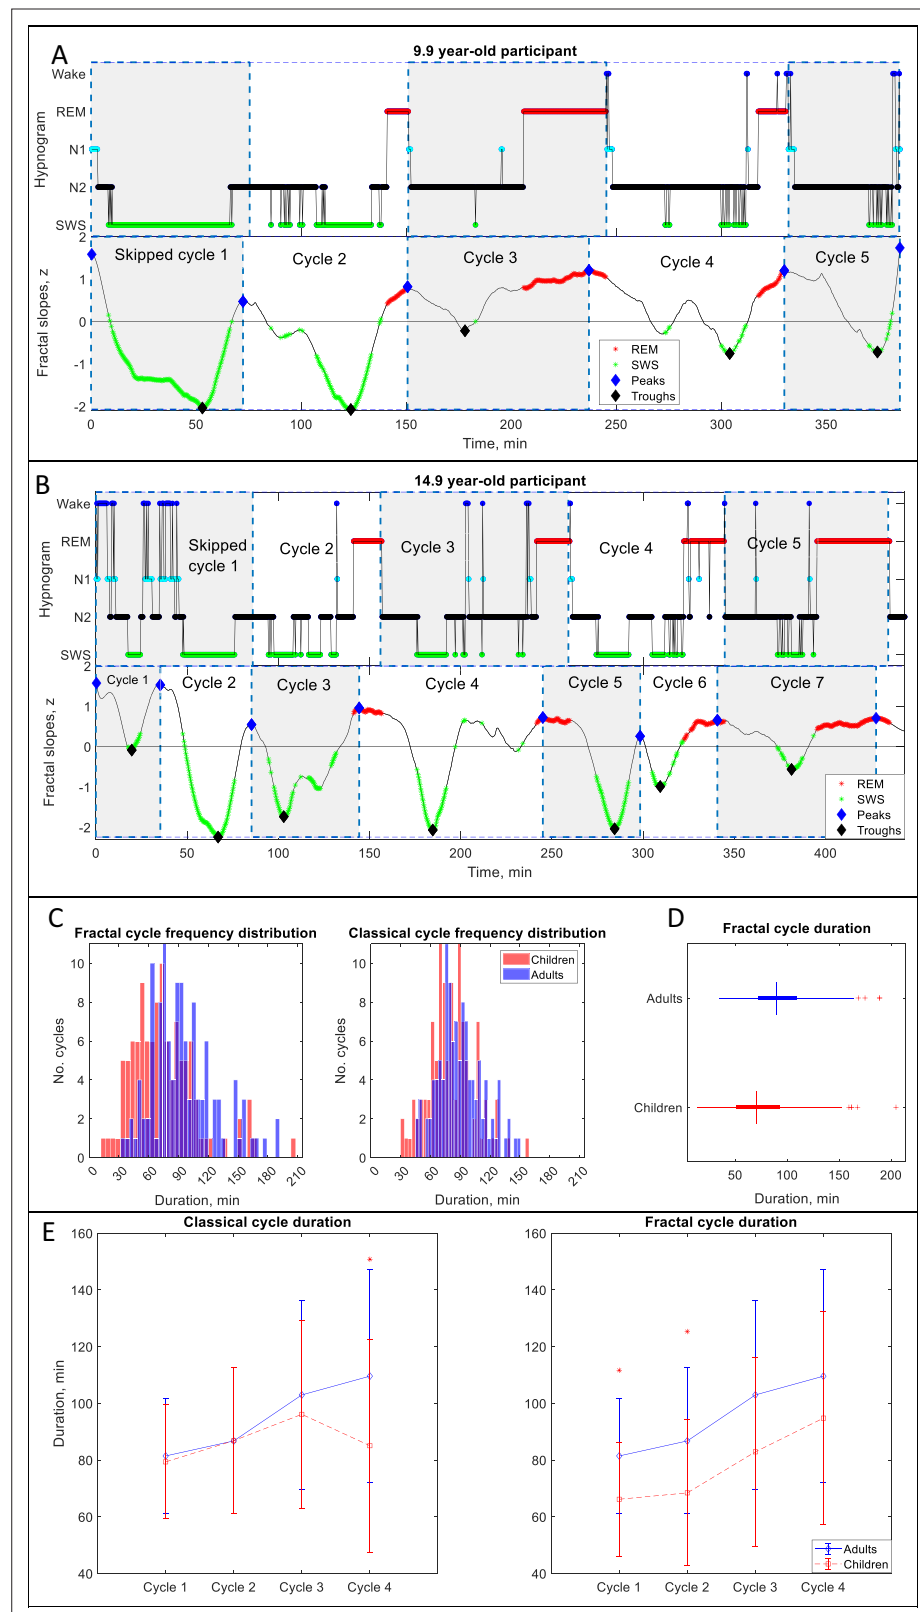 A
9.9 year-old participant
Hypnogram
Wake
REM
N1
N2
SWS
Fractal slopes, z
2
1
0
-1
-2
Skipped cycle 1
Cycle 2
Cycle 3
Cycle 4
Cycle 5
REM
SWS
Peaks
Troughs
0 50 100 150 200 250 300 350
Time, min
B
14.9 year-old participant
Hypnogram
Wake
REM
N1
N2
SWS
Skipped
cycle 1
Cycle 2
Cycle 3
Cycle 4
Cycle 5
Fractal slopes, z
2
1
0
-1
-2
Cycle 1
Cycle 2
Cycle 3
Cycle 4
Cycle 5
Cycle 6
Cycle 7
REM
SWS
Peaks
Troughs
0 50 100 150 200 250 300 350 400
Time, min
C
Fractal cycle frequency distribution
No. cycles
10
8
6
4
2
0
0 30 60 90 120 150 180 210
Duration, min
Classical cycle frequency distribution
Children
Adults
No. cycles
10
8
6
4
2
0
0 30 60 90 120 150 180 210
Duration, min
D
Fractal cycle duration
Adults
Children
50 100 150 200
Duration, min
E
Classical cycle duration
Duration, min
160
140
120
100
80
60
40
Cycle 1 Cycle 2 Cycle 3 Cycle 4
Fractal cycle duration
160
140
120
100
80
60
40
Adults
Children
Cycle 1 Cycle 2 Cycle 3 Cycle 4